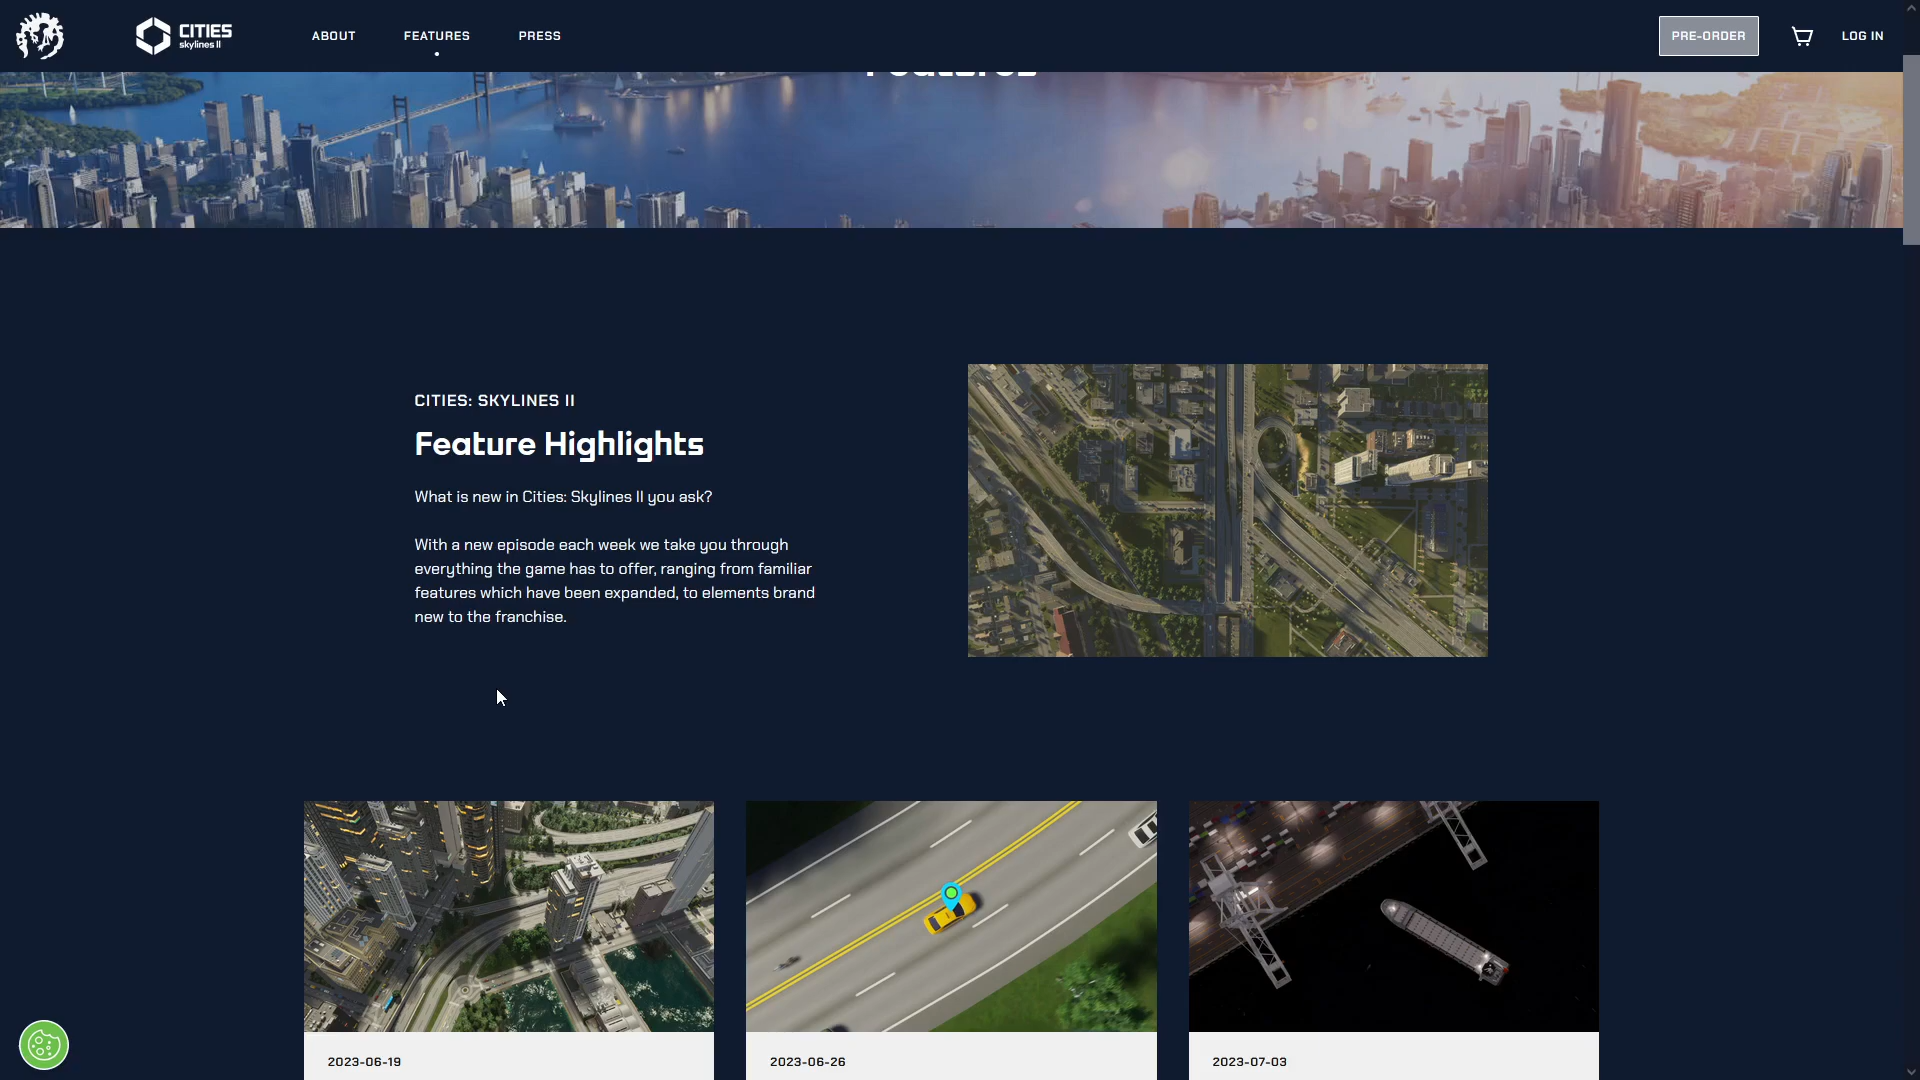 CITIES
skylines II
ABOUT
FEATURES
PRESS
PRE-ORDER
LOG IN
Features
CITIES: SKYLINES II
Feature Highlights
What is new in Cities: Skylines II you ask?
With a new episode each week we take you through
everything the game has to offer, ranging from familiar
features which have been expanded, to elements brand
new to the franchise.
2023-06-19
2023-06-26
2023-07-03